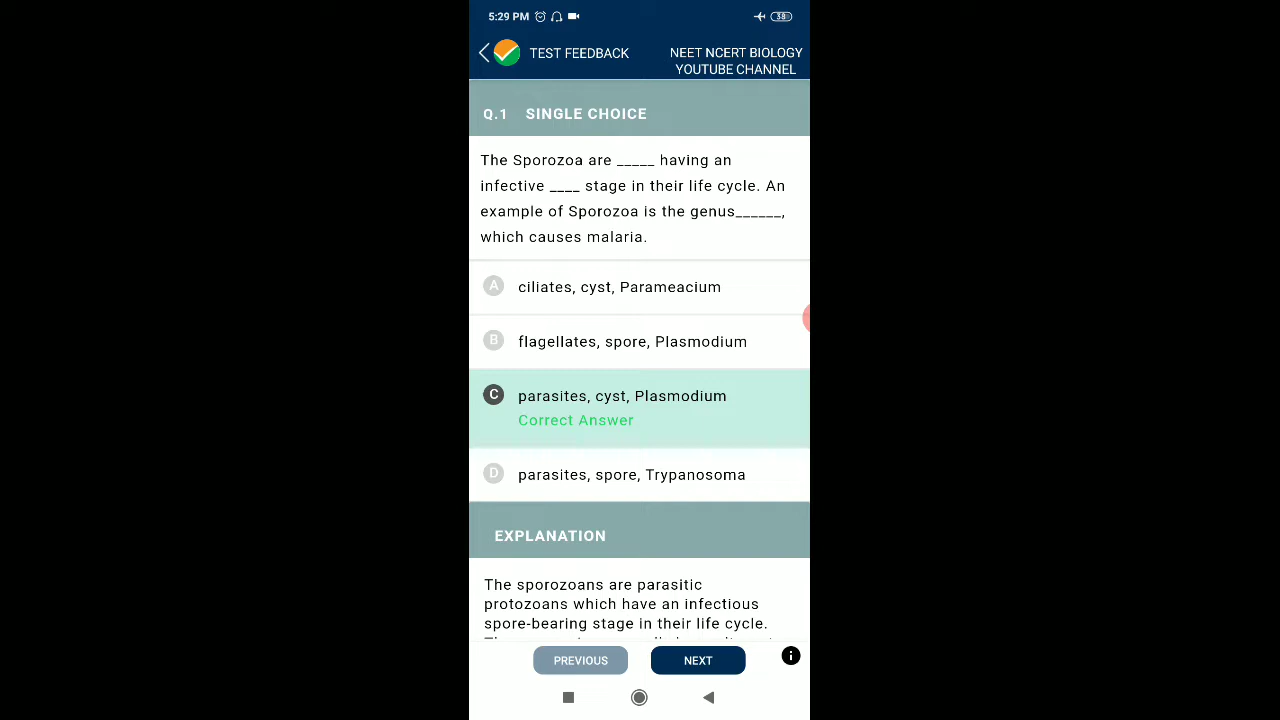 5:29 PM
38
TEST FEEDBACK
NEET NCERT BIOLOGY
YOUTUBE CHANNEL
Q.1 SINGLE CHOICE
The Sporozoa are _____ having an
infective ____ stage in their life cycle. An
example of Sporozoa is the genus______,
which causes malaria.
A ciliates, cyst, Parameacium
B flagellates, spore, Plasmodium
C parasites, cyst, Plasmodium
Correct Answer
D parasites, spore, Trypanosoma
EXPLANATION
The sporozoans are parasitic
protozoans which have an infectious
spore-bearing stage in their life cycle.
PREVIOUS
NEXT